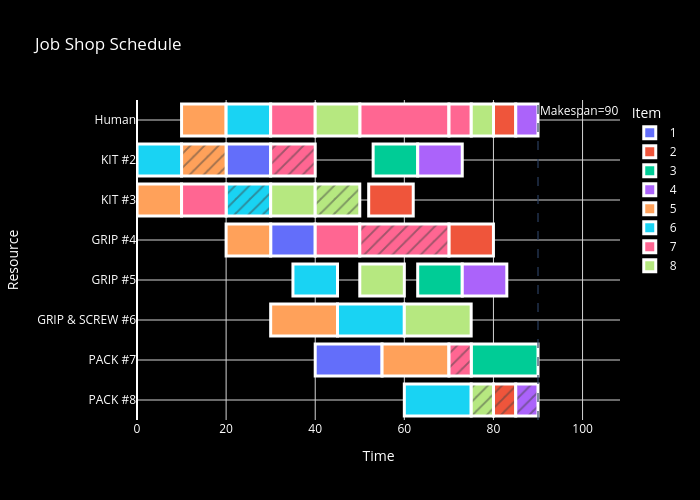 Job Shop Schedule
Makespan=90
Item
1
2
3
4
5
6
7
8
Resource
Human
KIT #2
KIT #3
GRIP #4
GRIP #5
GRIP & SCREW #6
PACK #7
PACK #8
0 20 40 60 80 100
Time